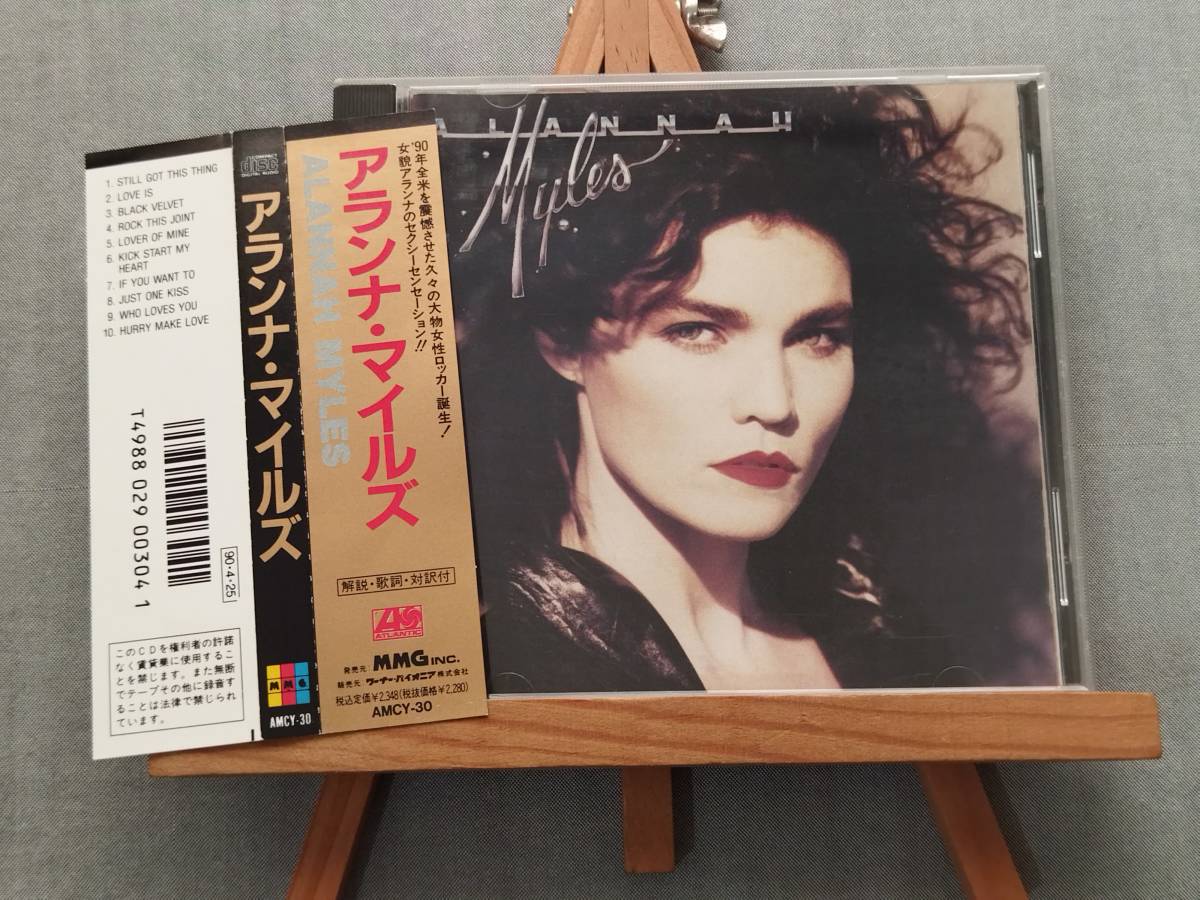 1. STILL GOT THIS THING
2. LOVE IS
3. BLACK VELVET
4. ROCK THIS JOINT
5. LOVER OF MINE
6. KICK START MY
HEART
7. IF YOU WANT TO
8. JUST ONE KISS
9. WHO LOVES YOU
10. HURRY MAKE LOVE
T4988 029 00304 1
90・4・25
このCDを権利者の許諾
なく賃貸業に使用するこ
とを禁じます。また無断
でテープその他に録音す
ることは法律で禁じられ
ています。
COMPACT
disc
DIGITAL AUDIO
アランナ・マイルズ
MMG
AMCY-30
'90年全米を震憾させた久々の大物女性ロッカー誕生!
女豹アランナのセクシーセンセーション!!
アランナ・マイルズ
ALANNAH MYLES
解説・歌詞・対訳付
ATLANTIC
発売元: MMG INC.
販売元: ワーナー・パイオニア株式会社
税込定価¥2,348(税抜価格¥2,280)
AMCY-30
ALANNAH
Myles